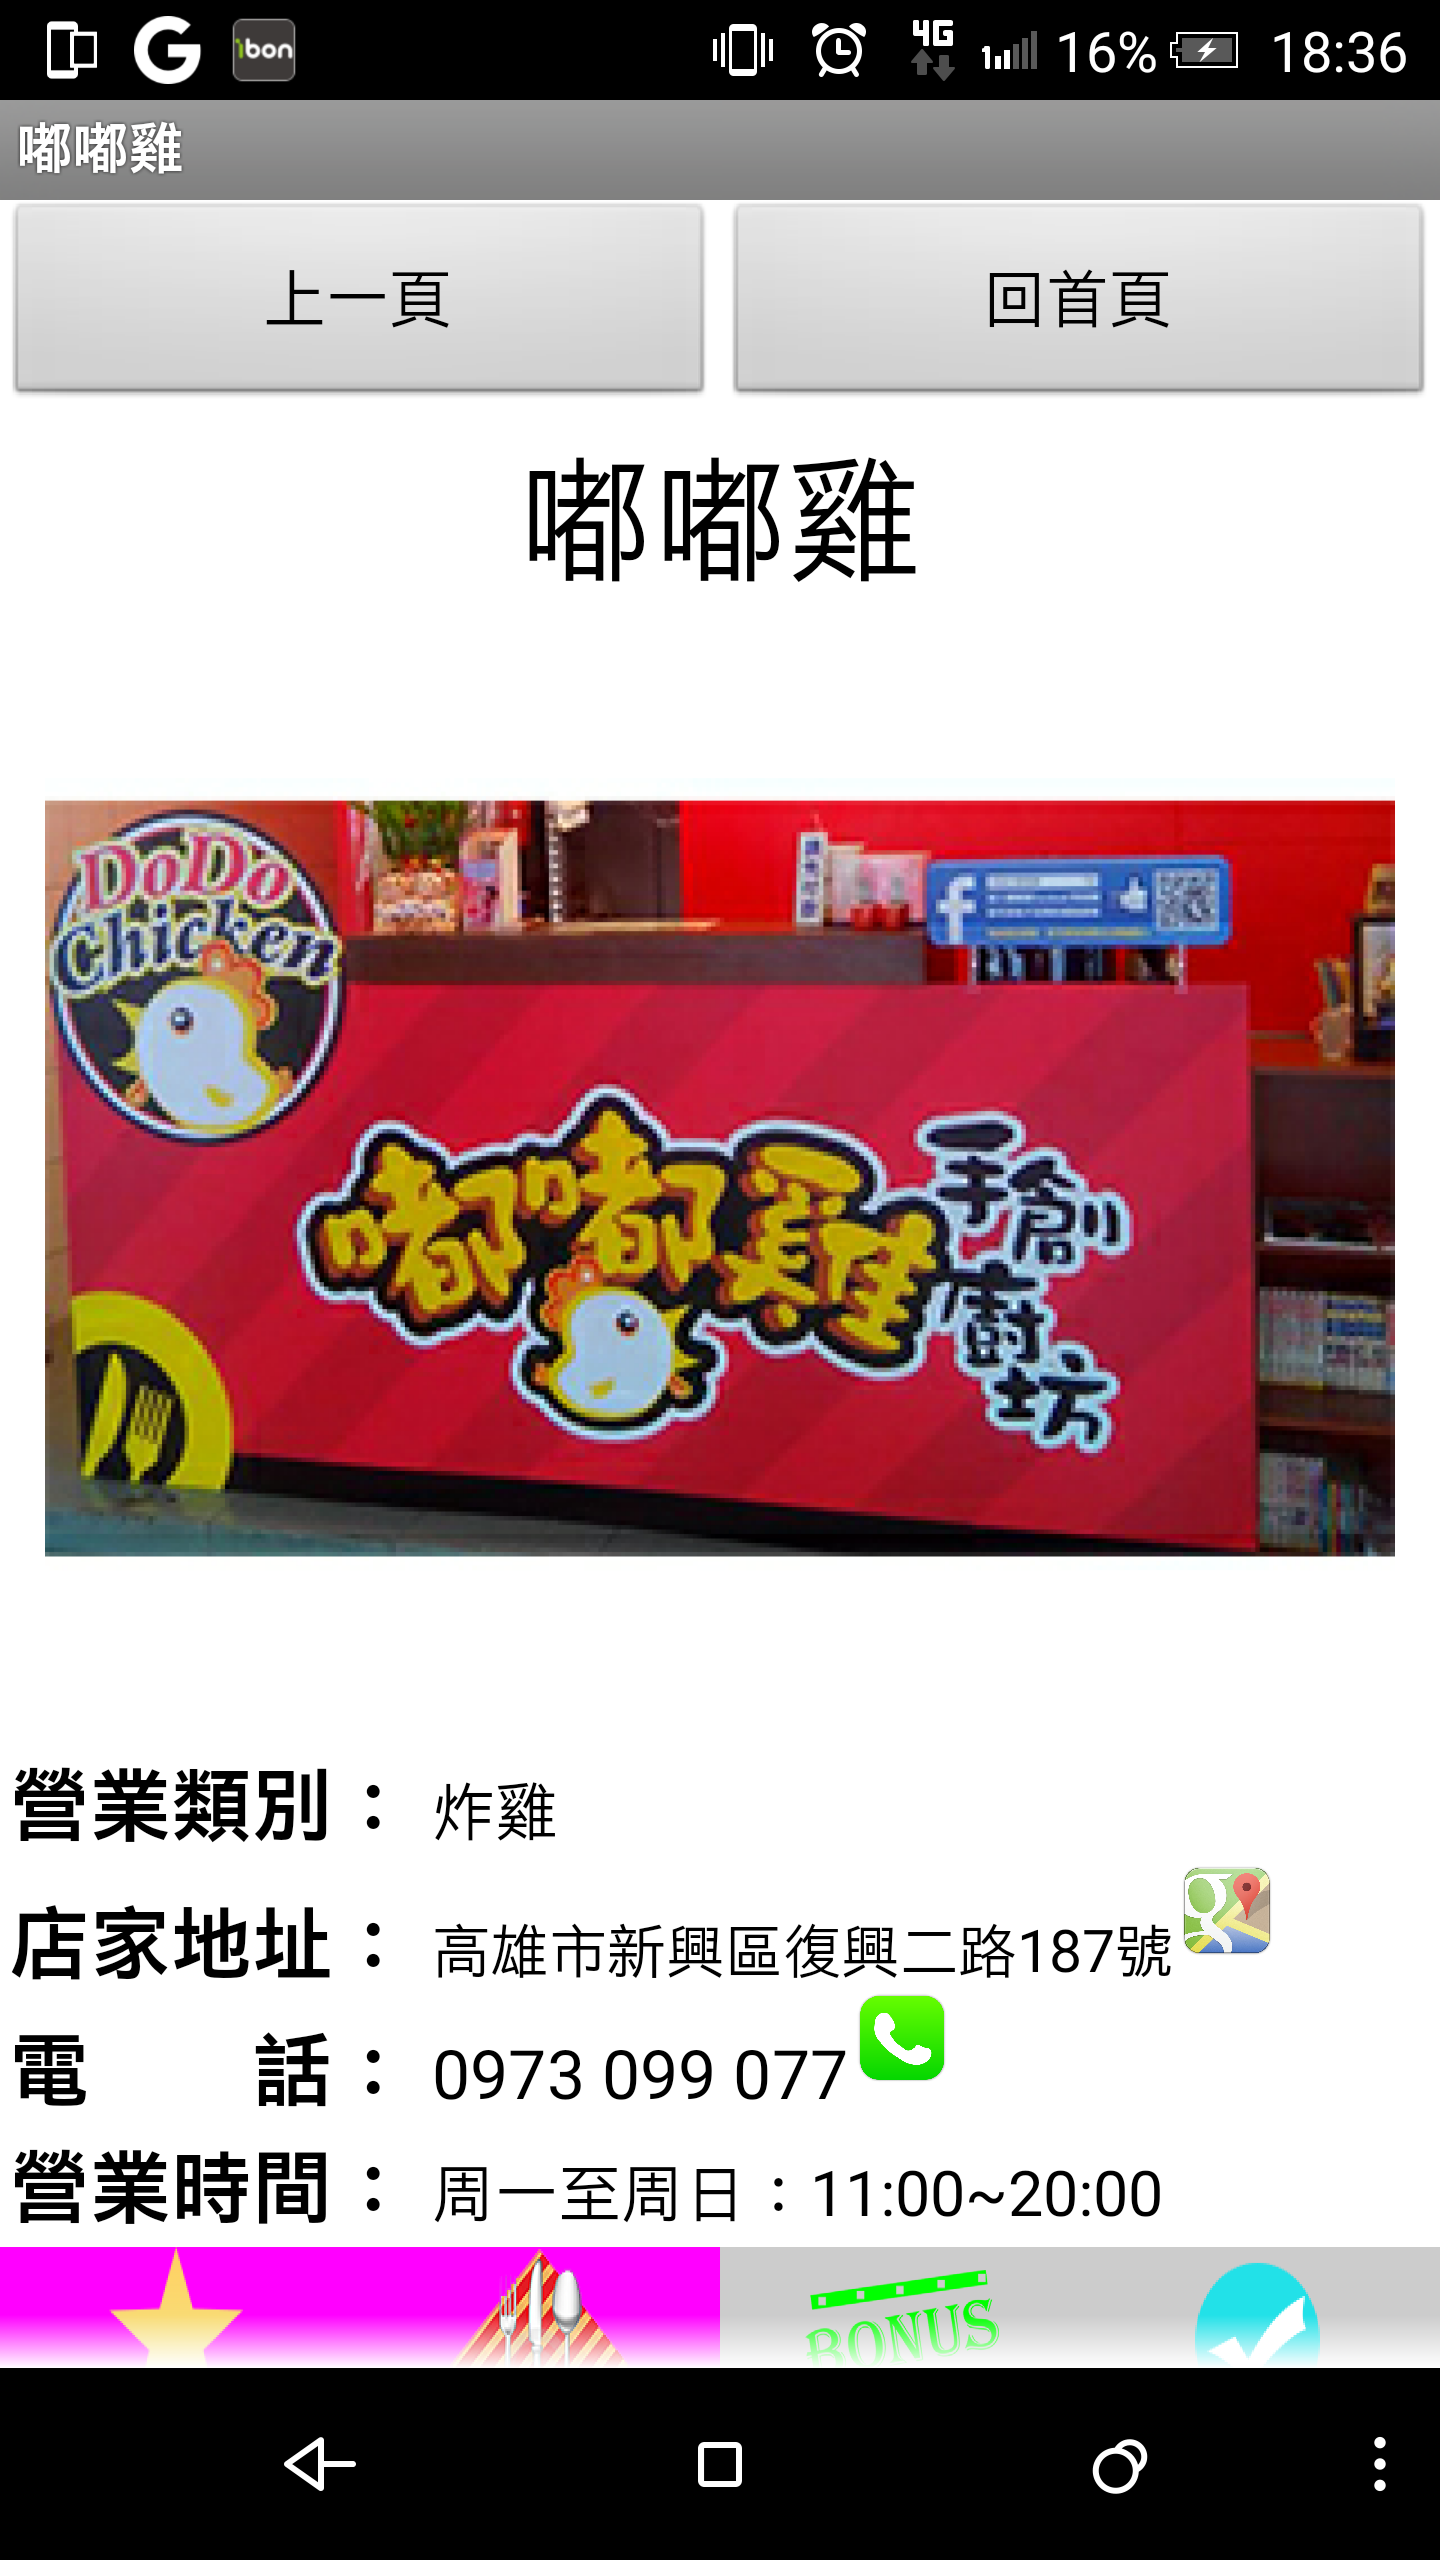 ibon
4G
16%
18:36
嘟嘟雞
上一頁
回首頁
嘟嘟雞
DoDo
Chicken
f
嘟嘟雞
手創
廚
坊
營業類別： 炸雞
店家地址： 高雄市新興區復興二路187號
電　　話： 0973 099 077
營業時間： 周一至周日：11:00~20:00
BONUS